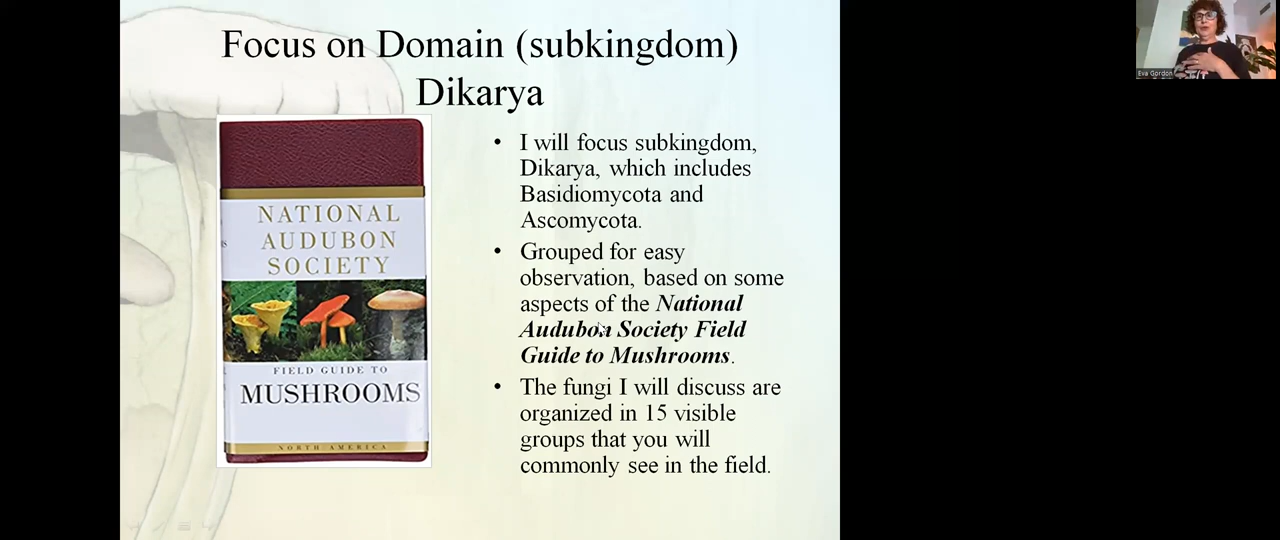 Focus on Domain (subkingdom)
Dikarya
NATIONAL
AUDUBON
SOCIETY
FIELD GUIDE TO
MUSHROOMS
NORTH AMERICA
• I will focus subkingdom,
Dikarya, which includes
Basidiomycota and
Ascomycota.
• Grouped for easy
observation, based on some
aspects of the National
Audubon Society Field
Guide to Mushrooms.
• The fungi I will discuss are
organized in 15 visible
groups that you will
commonly see in the field.
Eva Gordon